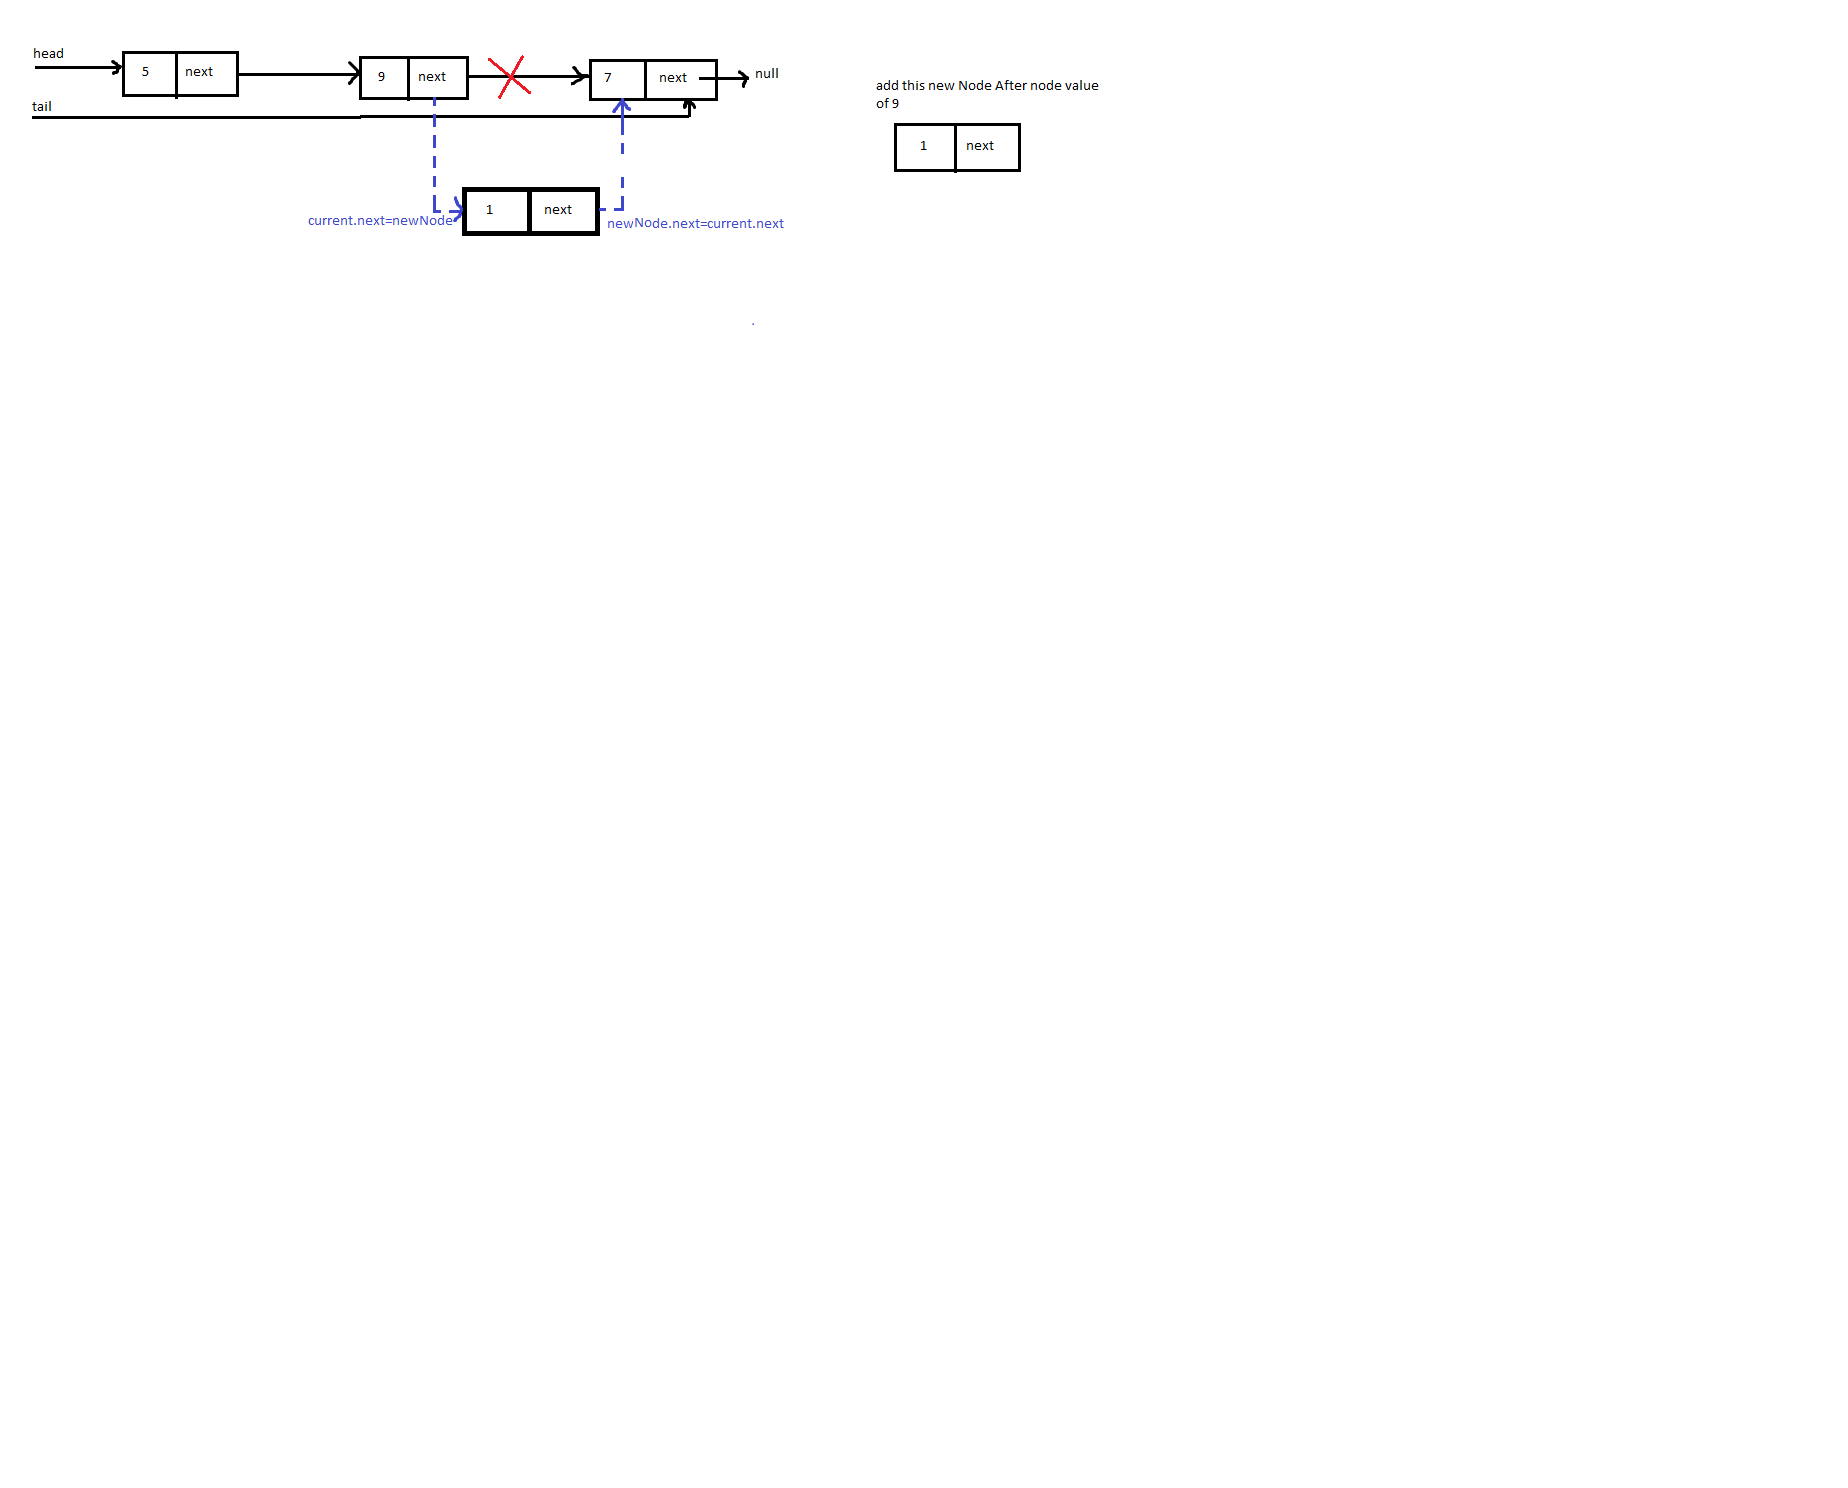 head
5 next
9 next
7 next
null
tail
add this new Node After node value
of 9
1 next
1 next
current.next=newNode
newNode.next=current.next